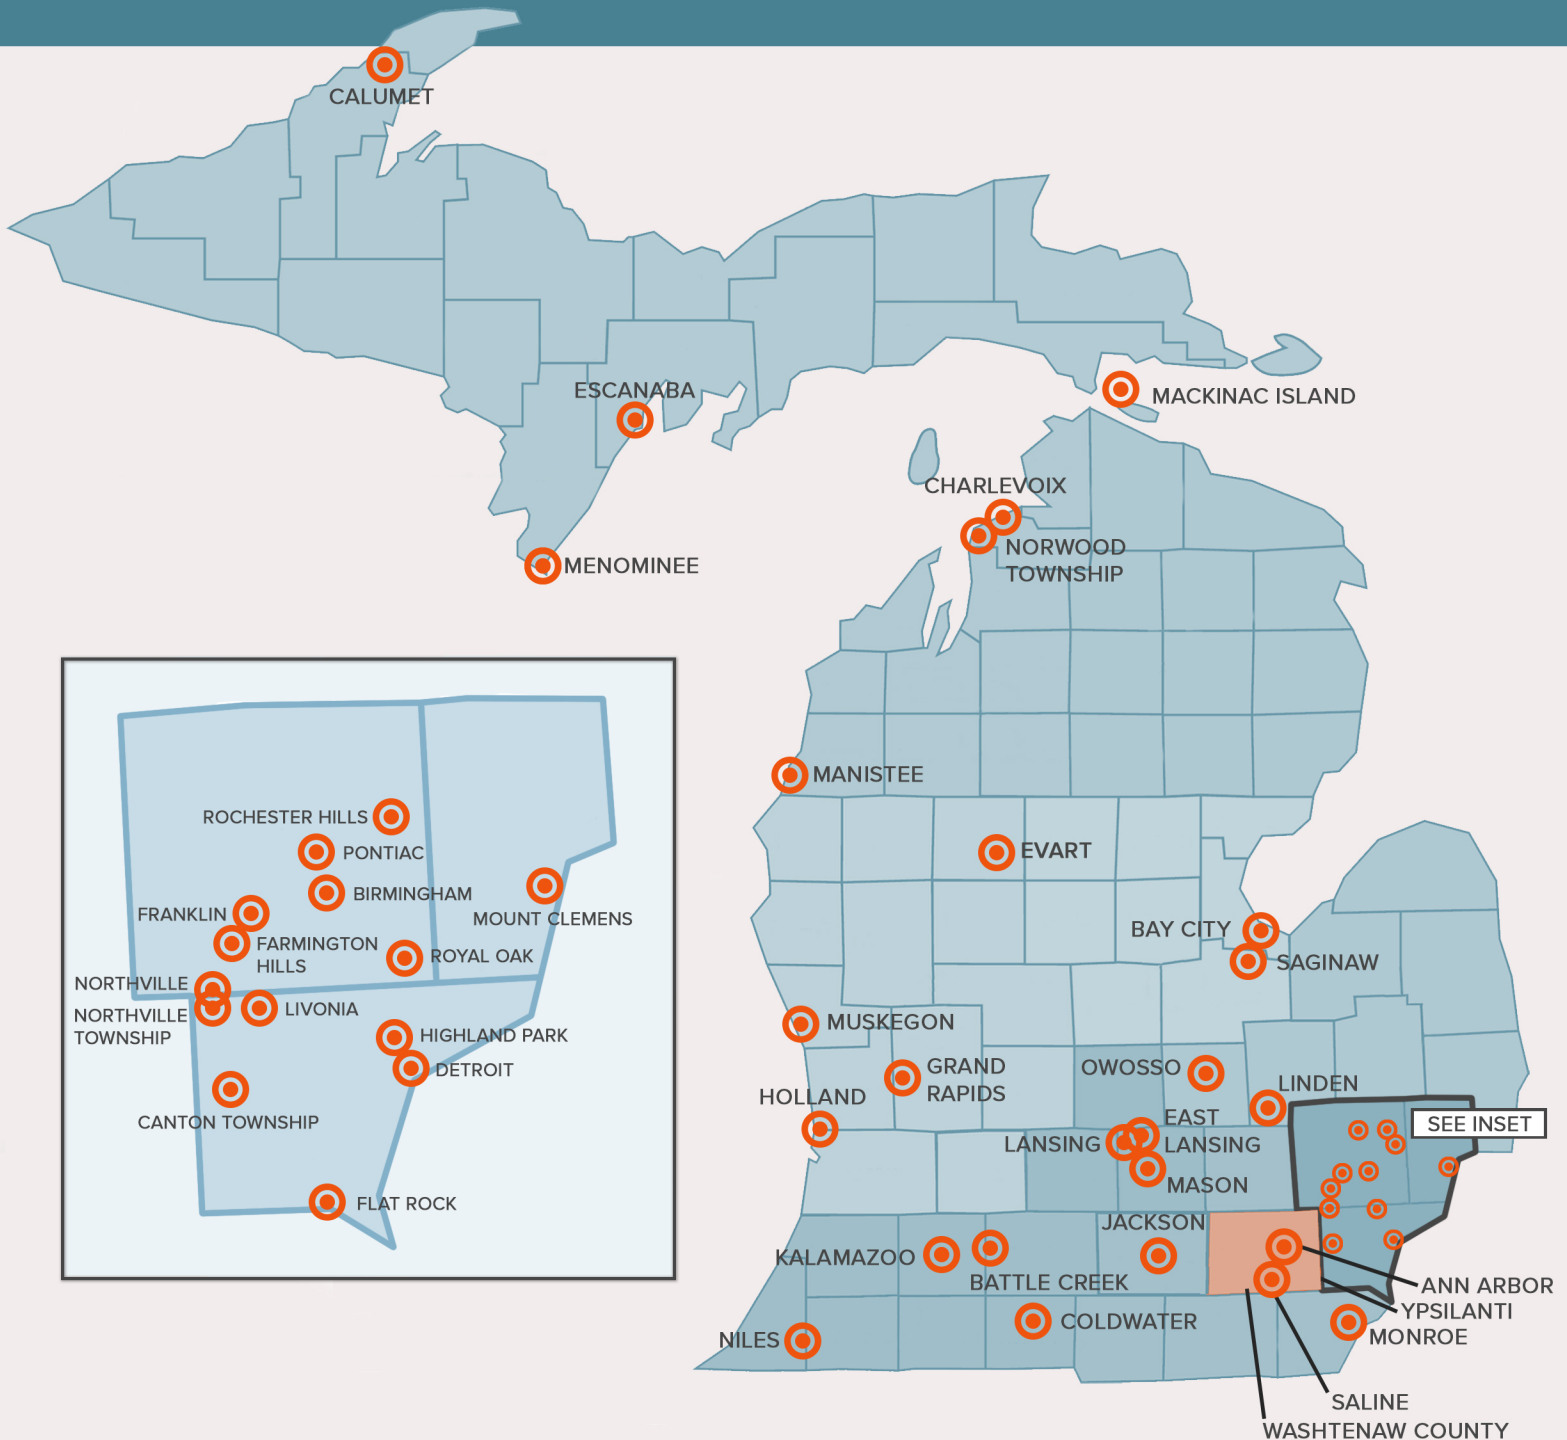 CALUMET
ESCANABA
MACKINAC ISLAND
CHARLEVOIX
NORWOOD
TOWNSHIP
MENOMINEE
MANISTEE
EVART
BAY CITY
SAGINAW
MUSKEGON
GRAND
RAPIDS
OWOSSO
LINDEN
HOLLAND
EAST
LANSING
LANSING
MASON
SEE INSET
JACKSON
KALAMAZOO
BATTLE CREEK
ANN ARBOR
YPSILANTI
MONROE
COLDWATER
NILES
SALINE
WASHTENAW COUNTY
ROCHESTER HILLS
PONTIAC
BIRMINGHAM
FRANKLIN
MOUNT CLEMENS
FARMINGTON
HILLS
ROYAL OAK
NORTHVILLE
NORTHVILLE
TOWNSHIP
LIVONIA
HIGHLAND PARK
DETROIT
CANTON TOWNSHIP
FLAT ROCK